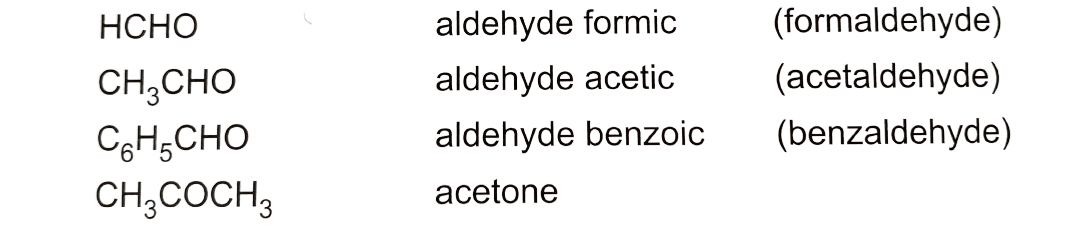 HCHO aldehyde formic (formaldehyde)
CH₃CHO aldehyde acetic (acetaldehyde)
C₆H₅CHO aldehyde benzoic (benzaldehyde)
CH₃COCH₃ acetone